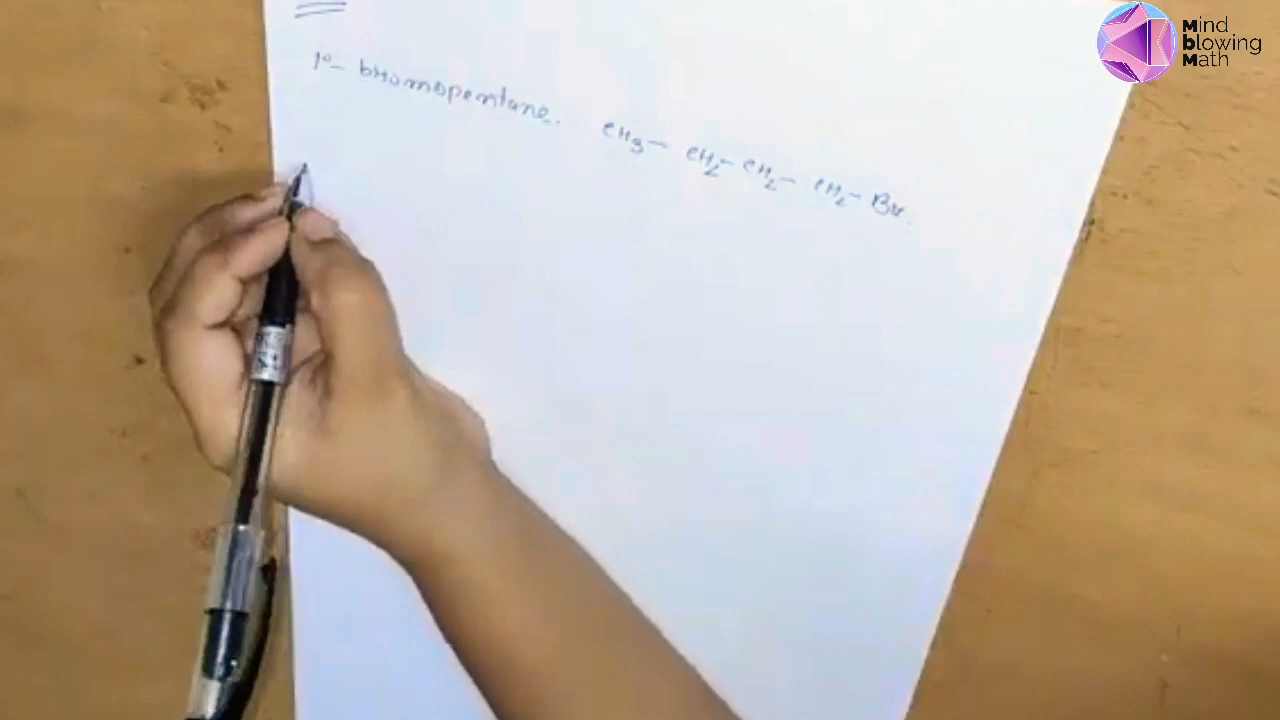 1°- bromopentane. CH3- CH2- CH2- CH2- Br.
Mind
blowing
Math